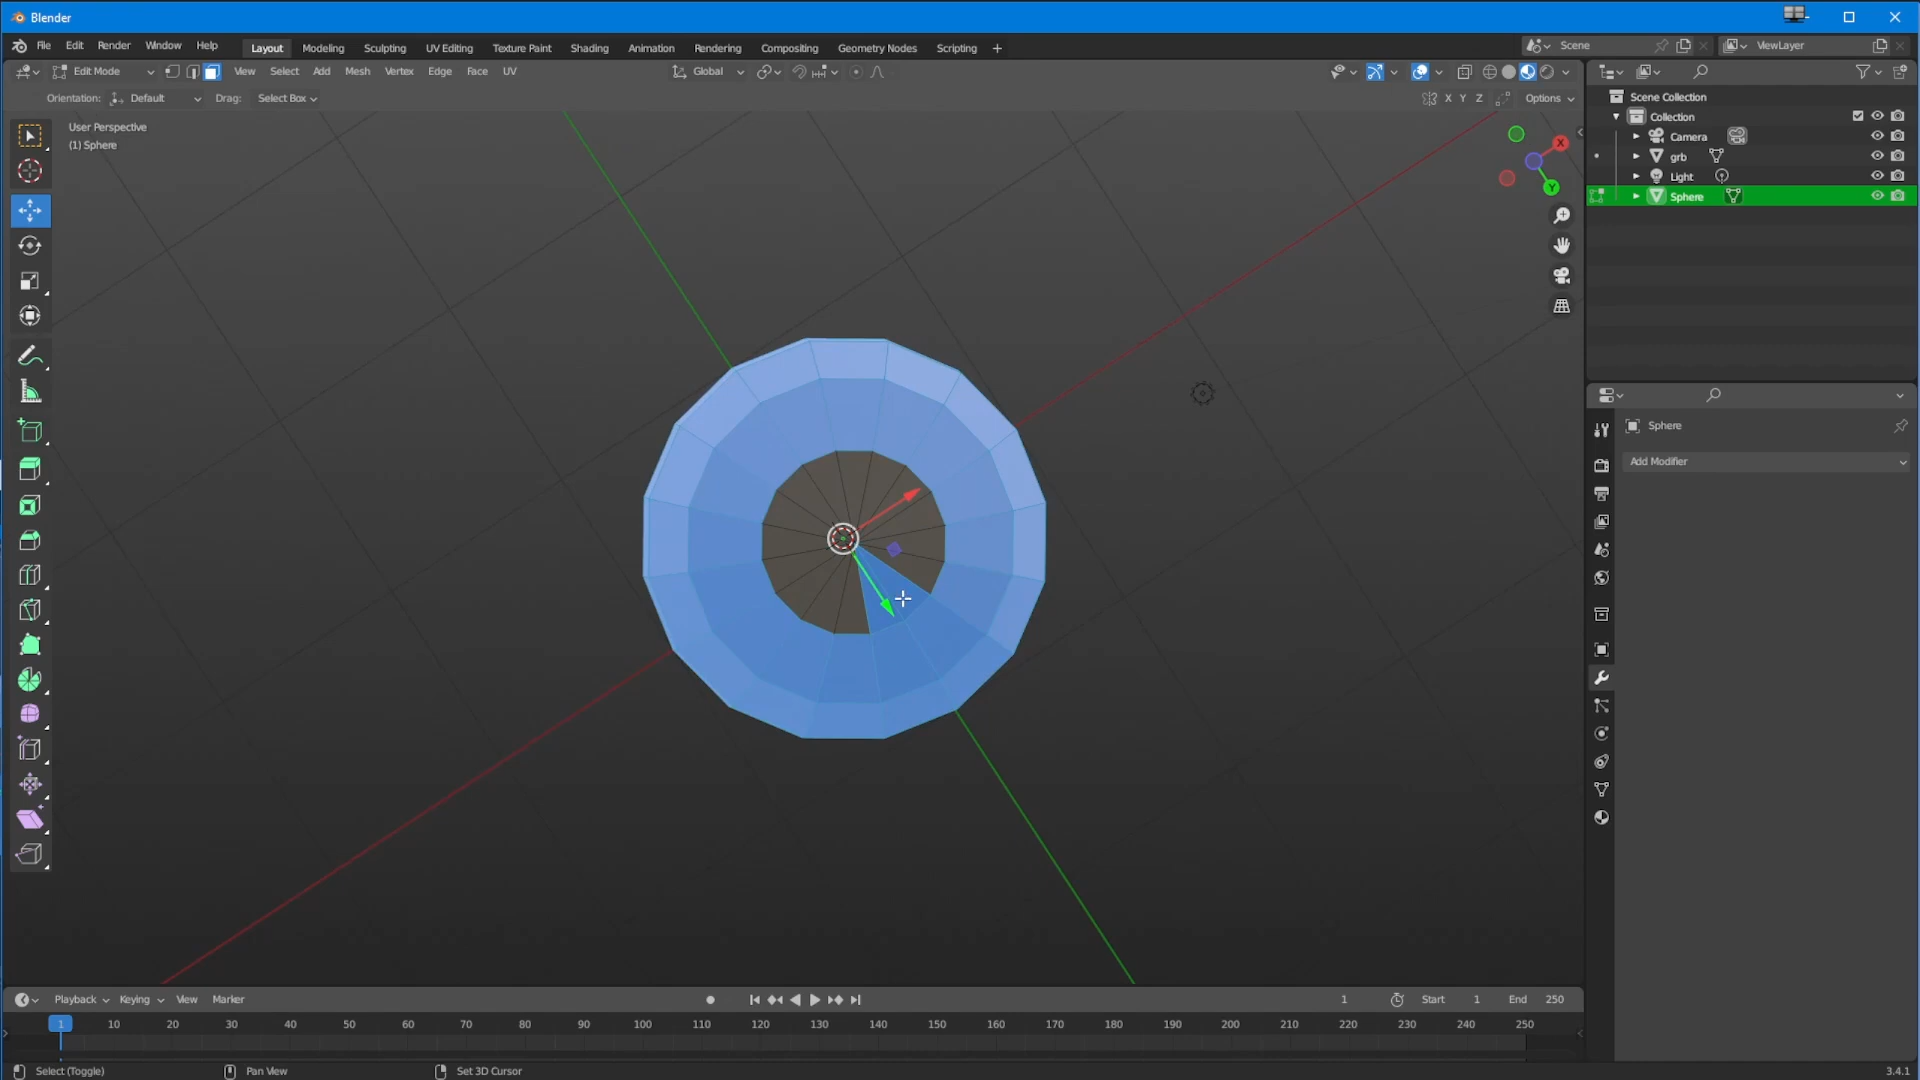 Blender
File Edit Render Window Help Layout Modeling Sculpting UV Editing Texture Paint Shading Animation Rendering Compositing Geometry Nodes Scripting + Scene ViewLayer
Edit Mode View Select Add Mesh Vertex Edge Face UV Global
Orientation: Default Drag: Select Box X Y Z Options
User Perspective
(1) Sphere
X
Y
Scene Collection
Collection
Camera
grb
Light
Sphere
Sphere
Add Modifier
Playback Keying View Marker 1 Start 1 End 250
1 10 20 30 40 50 60 70 80 90 100 110 120 130 140 150 160 170 180 190 200 210 220 230 240 250
Select (Toggle) Pan View Set 3D Cursor 3.4.1